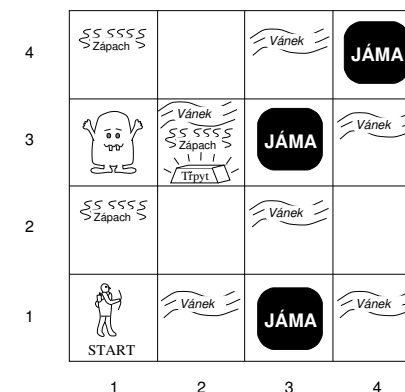 4
Zápach
Vánek
JÁMA
3
Vánek
Zápach
Třpyt
JÁMA
Vánek
2
Zápach
Vánek
1
START
Vánek
JÁMA
Vánek
1 2 3 4